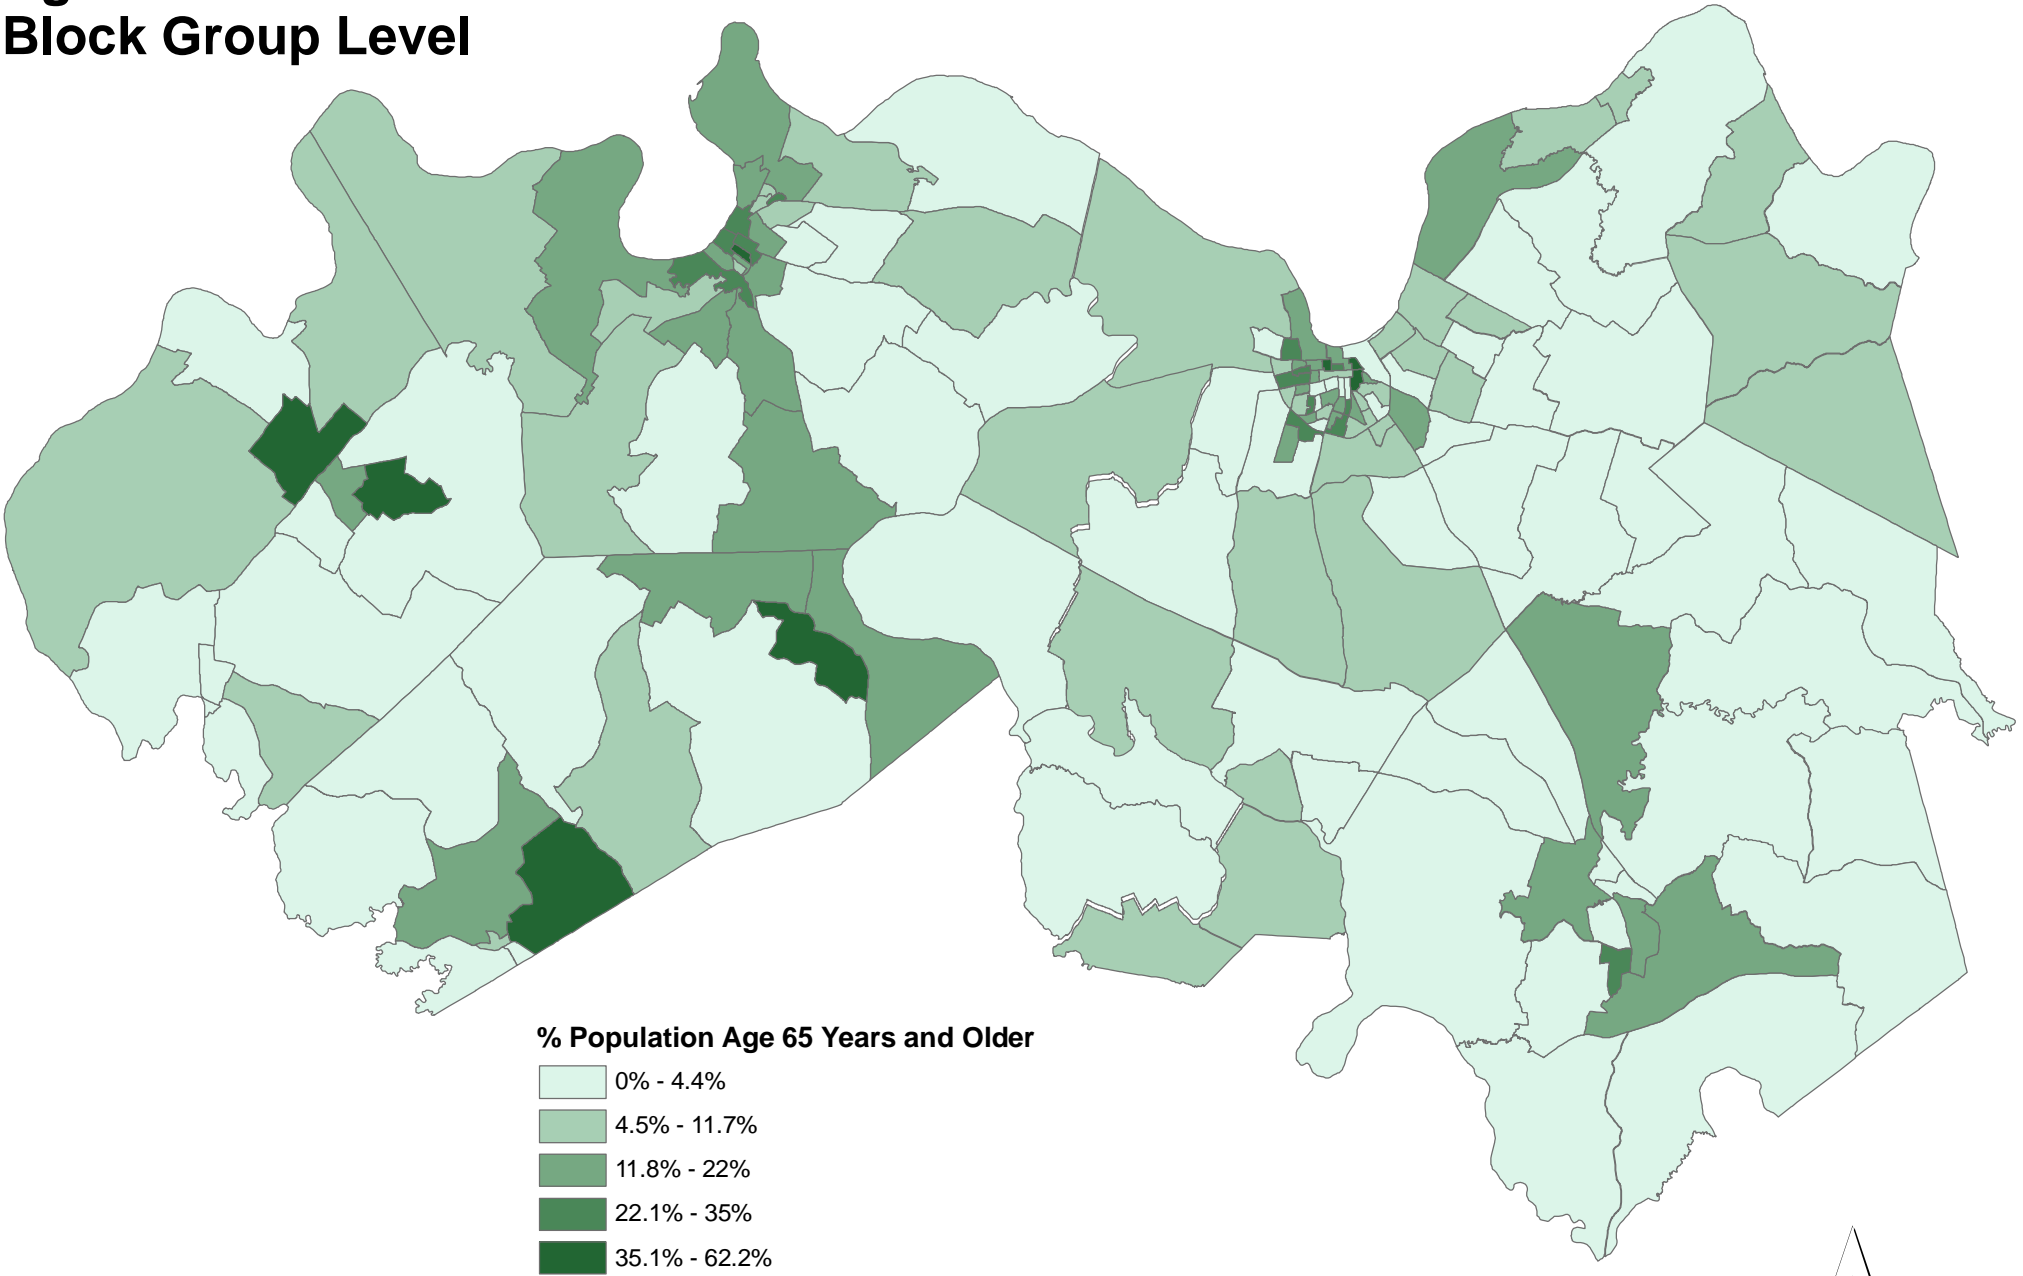 Block Group Level
% Population Age 65 Years and Older
0% - 4.4%
4.5% - 11.7%
11.8% - 22%
22.1% - 35%
35.1% - 62.2%